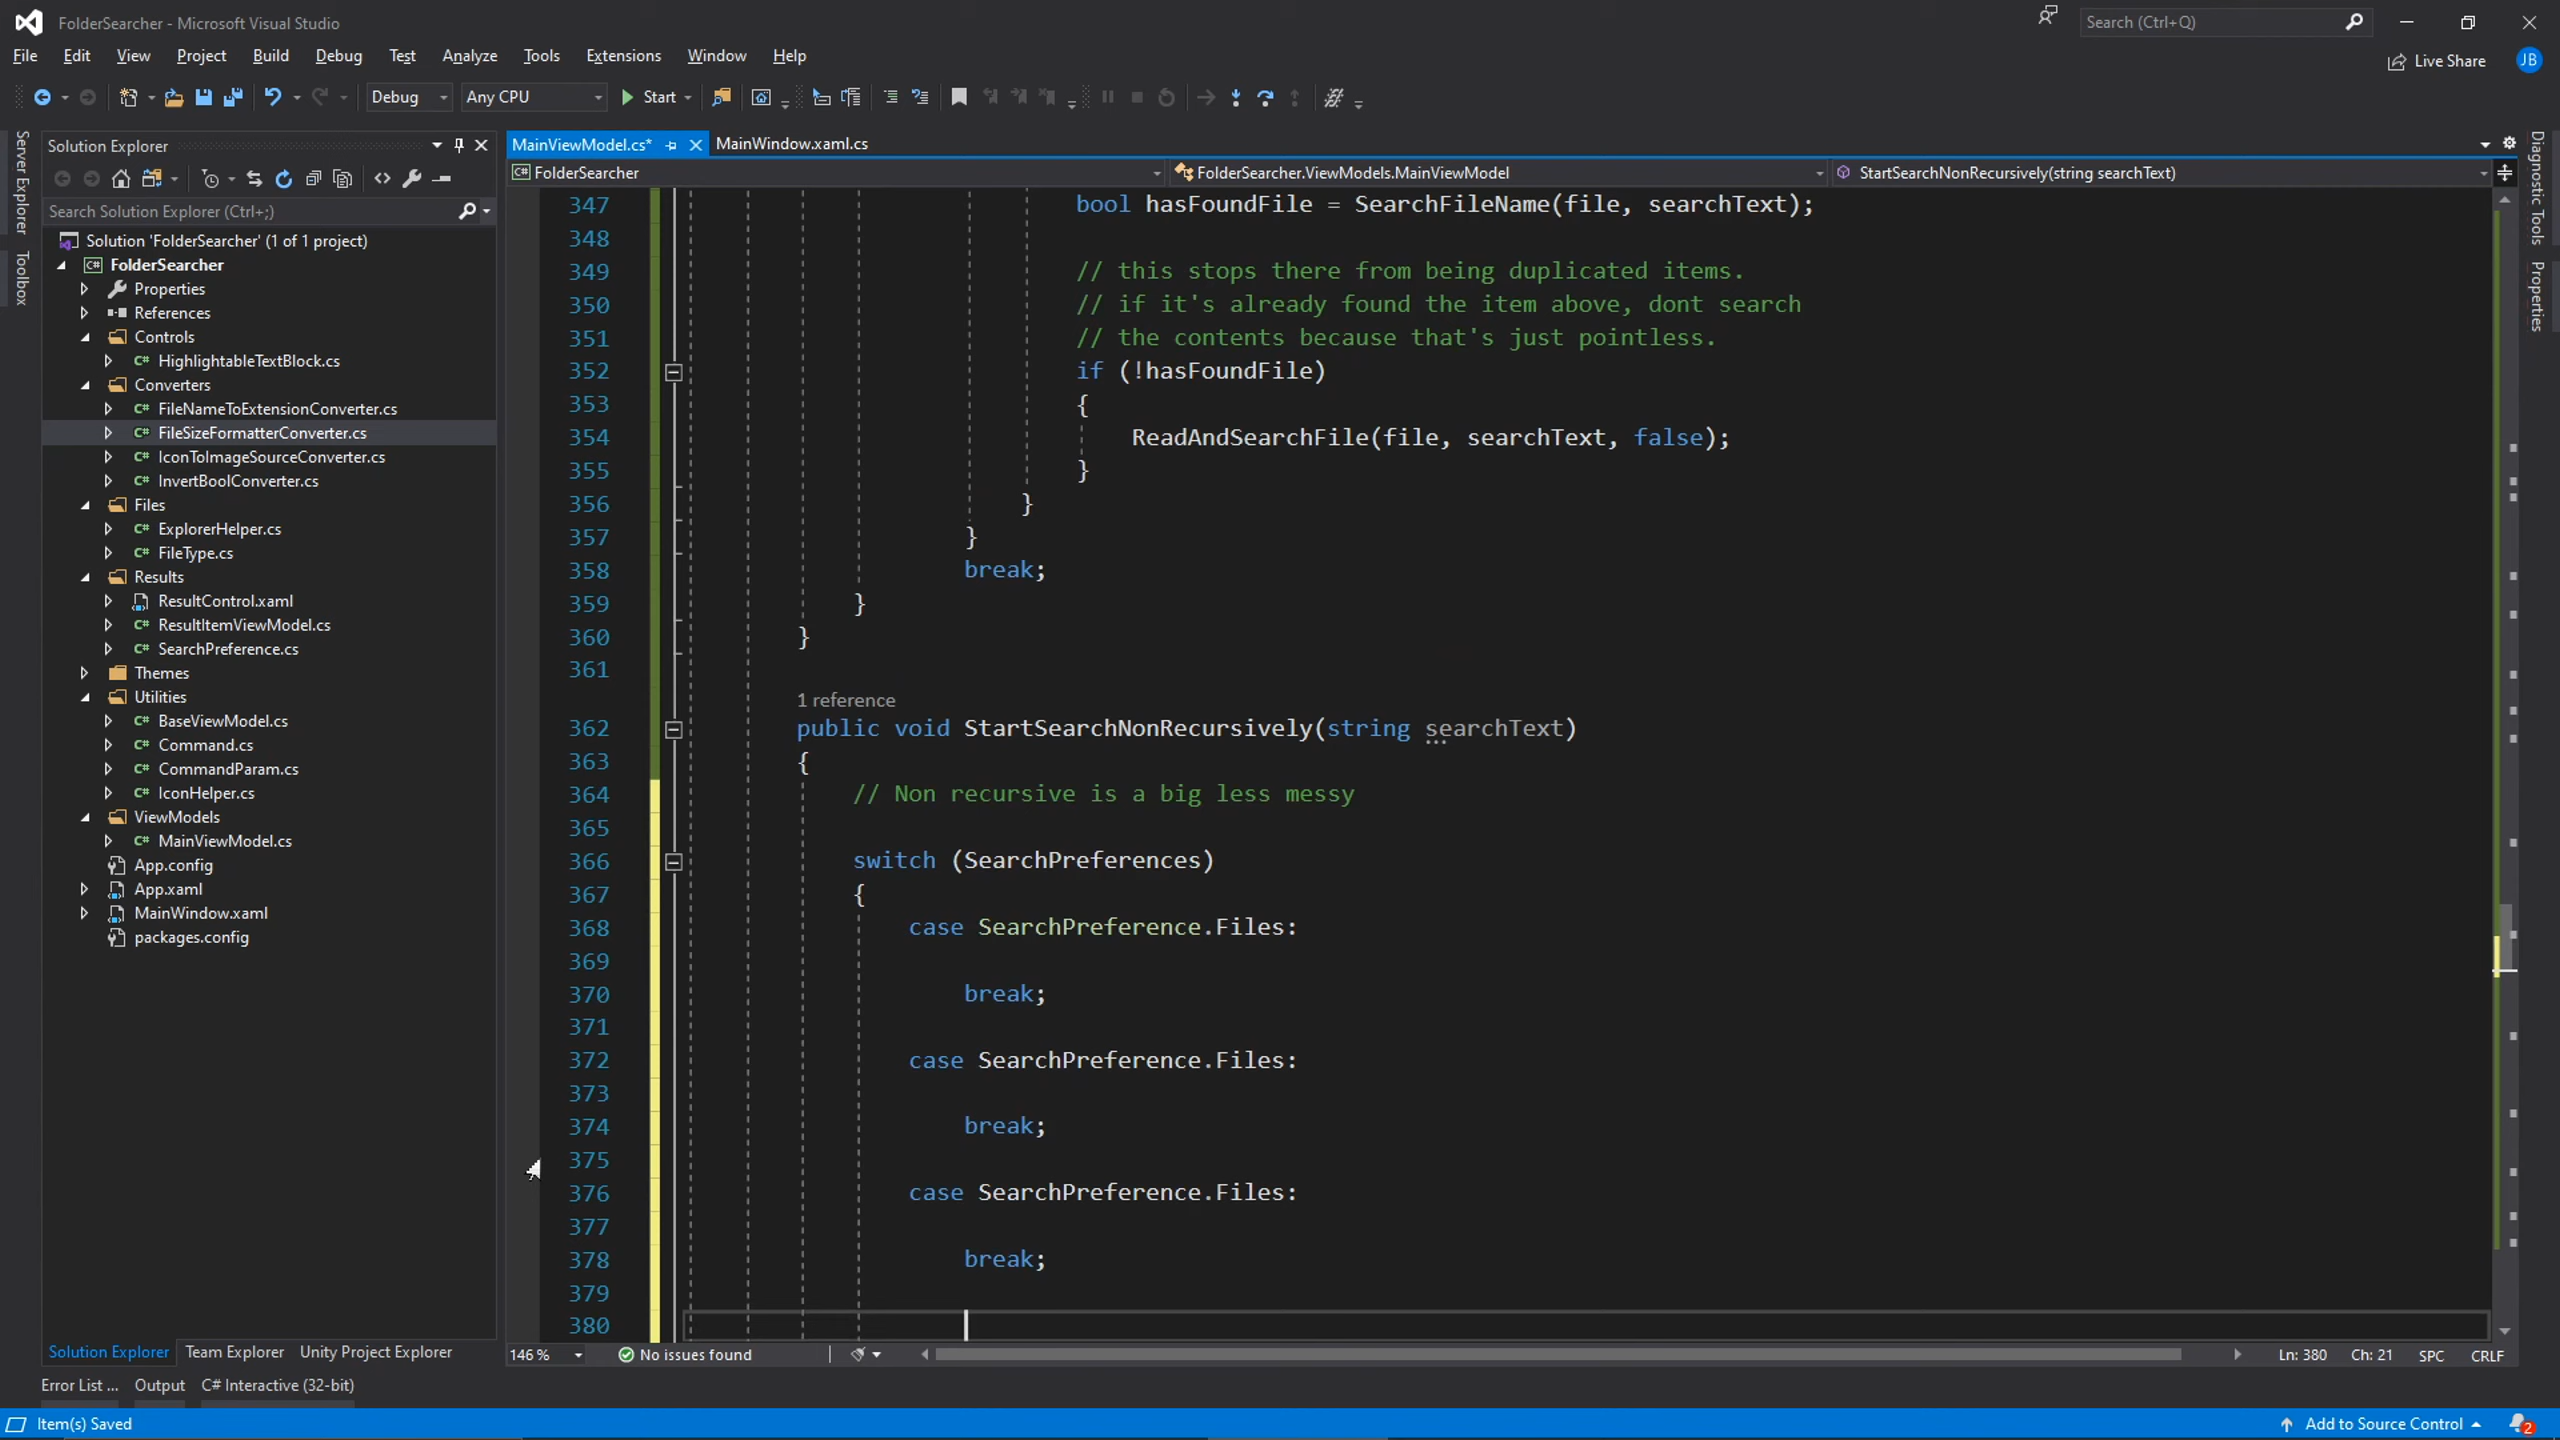 FolderSearcher - Microsoft Visual Studio
Search (Ctrl+Q)
File Edit View Project Build Debug Test Analyze Tools Extensions Window Help
Live Share
JB
Debug
Any CPU
Start
Server Explorer
Toolbox
Solution Explorer
Search Solution Explorer (Ctrl+;)
Solution 'FolderSearcher' (1 of 1 project)
FolderSearcher
Properties
References
Controls
HighlightableTextBlock.cs
Converters
FileNameToExtensionConverter.cs
FileSizeFormatterConverter.cs
IconToImageSourceConverter.cs
InvertBoolConverter.cs
Files
ExplorerHelper.cs
FileType.cs
Results
ResultControl.xaml
ResultItemViewModel.cs
SearchPreference.cs
Themes
Utilities
BaseViewModel.cs
Command.cs
CommandParam.cs
IconHelper.cs
ViewModels
MainViewModel.cs
App.config
App.xaml
MainWindow.xaml
packages.config
Solution Explorer Team Explorer Unity Project Explorer
MainViewModel.cs* MainWindow.xaml.cs
FolderSearcher FolderSearcher.ViewModels.MainViewModel StartSearchNonRecursively(string searchText)
347 bool hasFoundFile = SearchFileName(file, searchText);
348
349 // this stops there from being duplicated items.
350 // if it's already found the item above, dont search
351 // the contents because that's just pointless.
352 if (!hasFoundFile)
353 {
354 ReadAndSearchFile(file, searchText, false);
355 }
356 }
357 }
358 break;
359 }
360 }
361
1 reference
362 public void StartSearchNonRecursively(string searchText)
363 {
364 // Non recursive is a big less messy
365
366 switch (SearchPreferences)
367 {
368 case SearchPreference.Files:
369
370 break;
371
372 case SearchPreference.Files:
373
374 break;
375
376 case SearchPreference.Files:
377
378 break;
379
380
146 % No issues found Ln: 380 Ch: 21 SPC CRLF
Diagnostic Tools
Properties
Error List ... Output C# Interactive (32-bit)
Item(s) Saved Add to Source Control 2